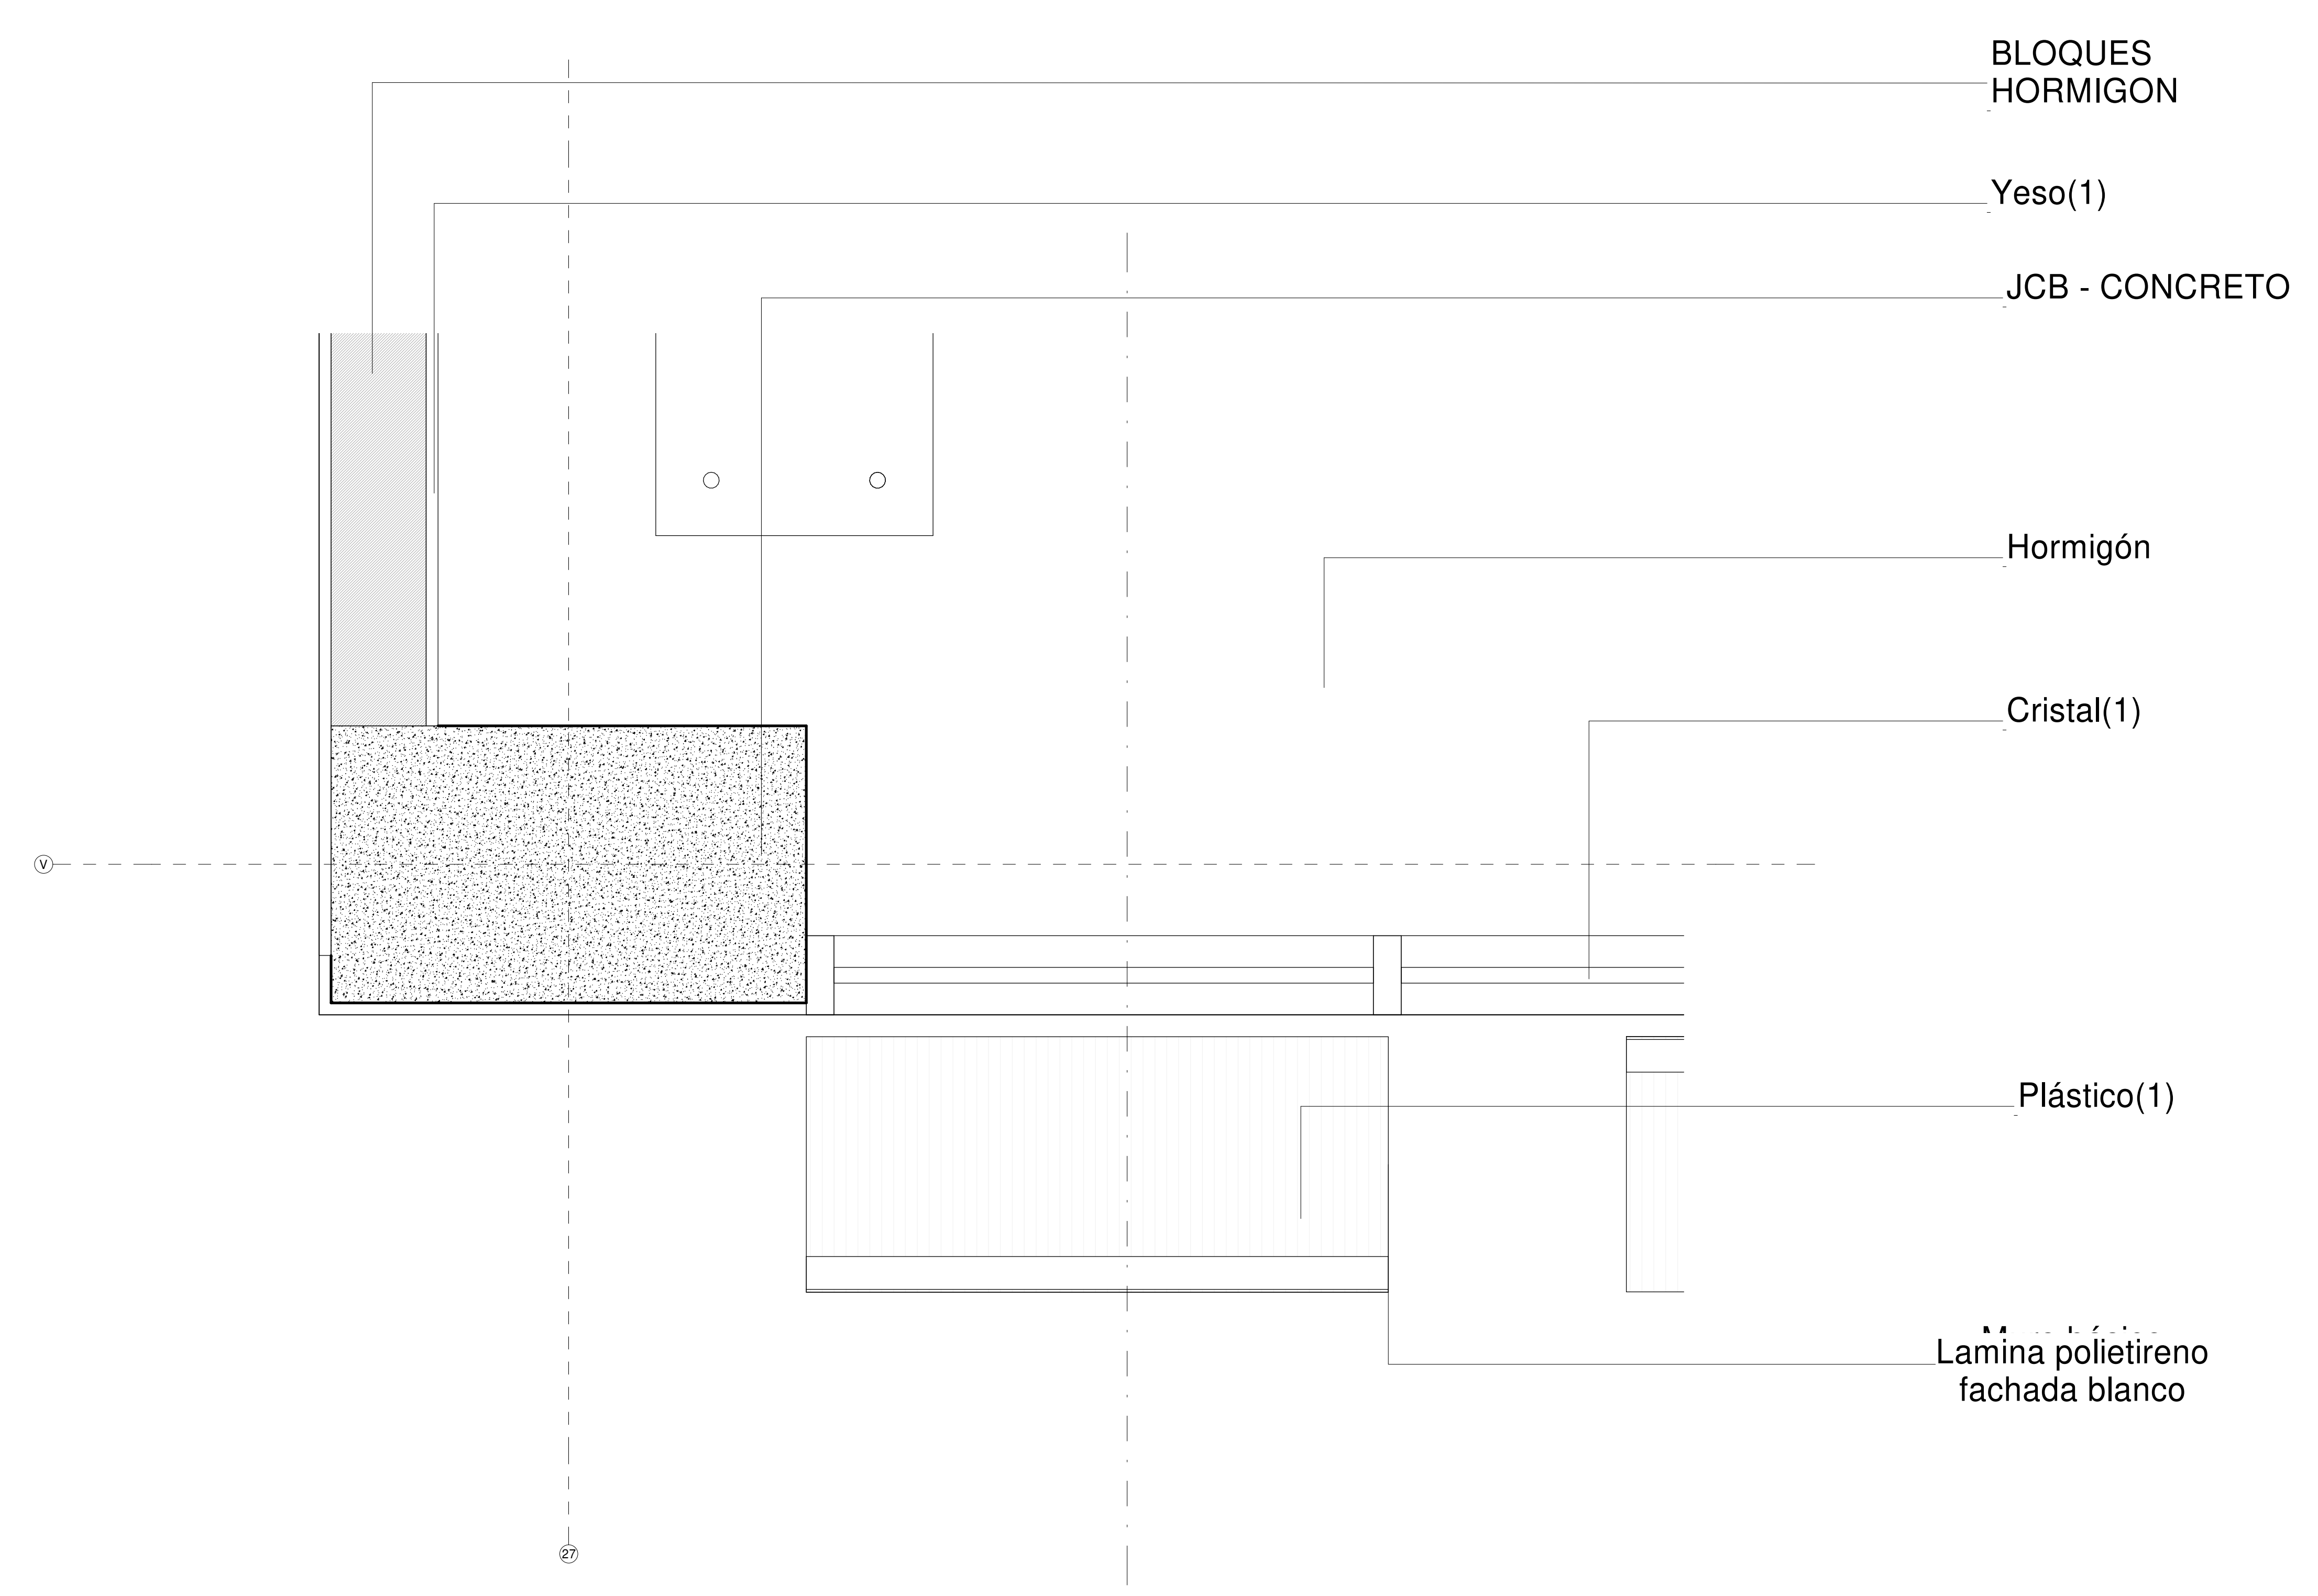 BLOQUES
HORMIGON
Yeso(1)
JCB - CONCRETO
Hormigón
Cristal(1)
V
Plástico(1)
Lamina polietireno
fachada blanco
27